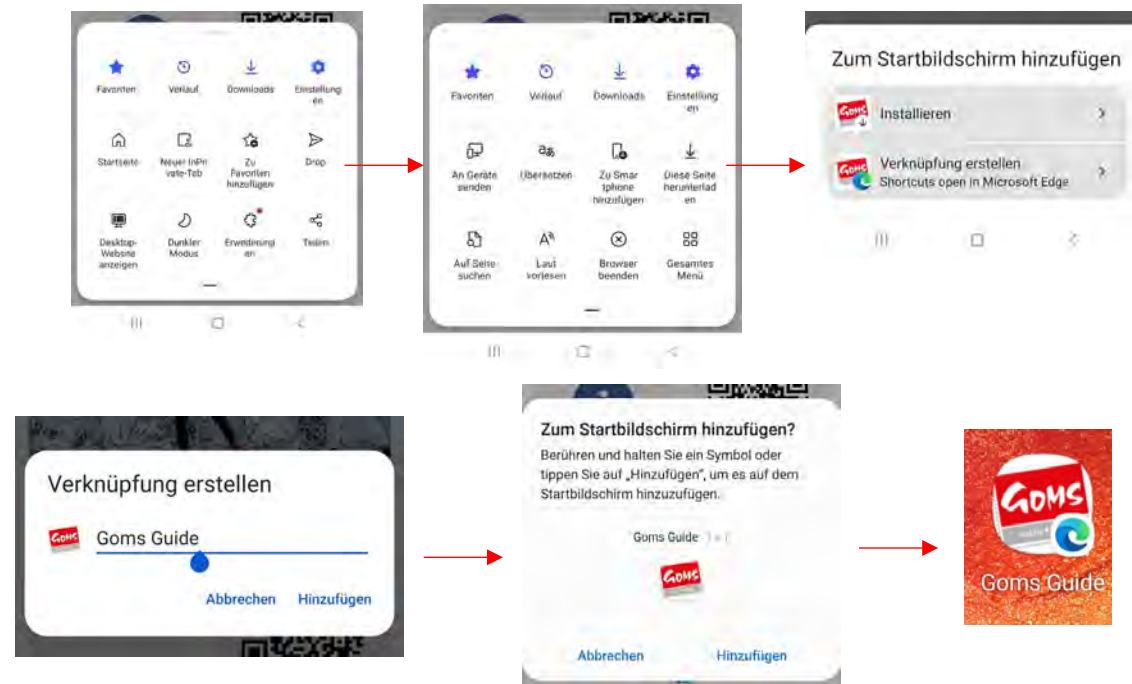 Favoriten
Verlauf
Downloads
Einstellung
en
Startseite
Neuer InPri
vate-Tab
Zu
Favoriten
hinzufügen
Drop
Desktop-
Website
anzeigen
Dunkler
Modus
Erweiterung
en
Teilen
Favoriten
Verlauf
Downloads
Einstellung
en
An Geräte
senden
Übersetzen
Zu Smar
tphone
hinzufügen
Diese Seite
herunterlad
en
Auf Seite
suchen
Laut
vorlesen
Browser
beenden
Gesamtes
Menü
Zum Startbildschirm hinzufügen
GOMS
Installieren
GOMS
Verknüpfung erstellen
Shortcuts open in Microsoft Edge
Verknüpfung erstellen
GOMS
Goms Guide
Abbrechen Hinzufügen
Zum Startbildschirm hinzufügen?
Berühren und halten Sie ein Symbol oder
tippen Sie auf „Hinzufügen“, um es auf dem
Startbildschirm hinzuzufügen.
Goms Guide
GOMS
Abbrechen Hinzufügen
GOMS
Goms Guide